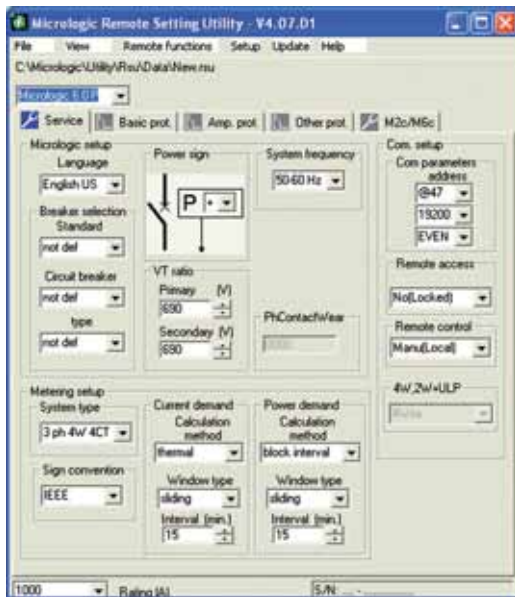 Micrologic Remote Setting Utility - V4.07.01
File View Remote functions Setup Update Help
C:\Micrologic\Utility\Rsu\Data\New.rsu
Micrologic 6.0 P
Service Basic prot. Amp. prot Other prot. M2c/M6c
Micrologic setup
Language
English US
Breaker selection
Standard
not def
Circuit breaker
not def
type
not def
Power sign
P +
System frequency
50-60 Hz
VT ratio
Primary (V)
690
Secondary (V)
690
PhContactWear
Com. setup
Com parameters
address
@47
19200
EVEN
Remote access
No(Locked)
Remote control
Manu(Local)
4W,2W+ULP
Metering setup
System type
3 ph 4W 4CT
Sign convention
IEEE
Current demand
Calculation
method
thermal
Window type
sliding
Interval (min.)
15
Power demand
Calculation
method
block interval
Window type
sliding
Interval (min.)
15
1000 Rating (A) S/N: __ - ______